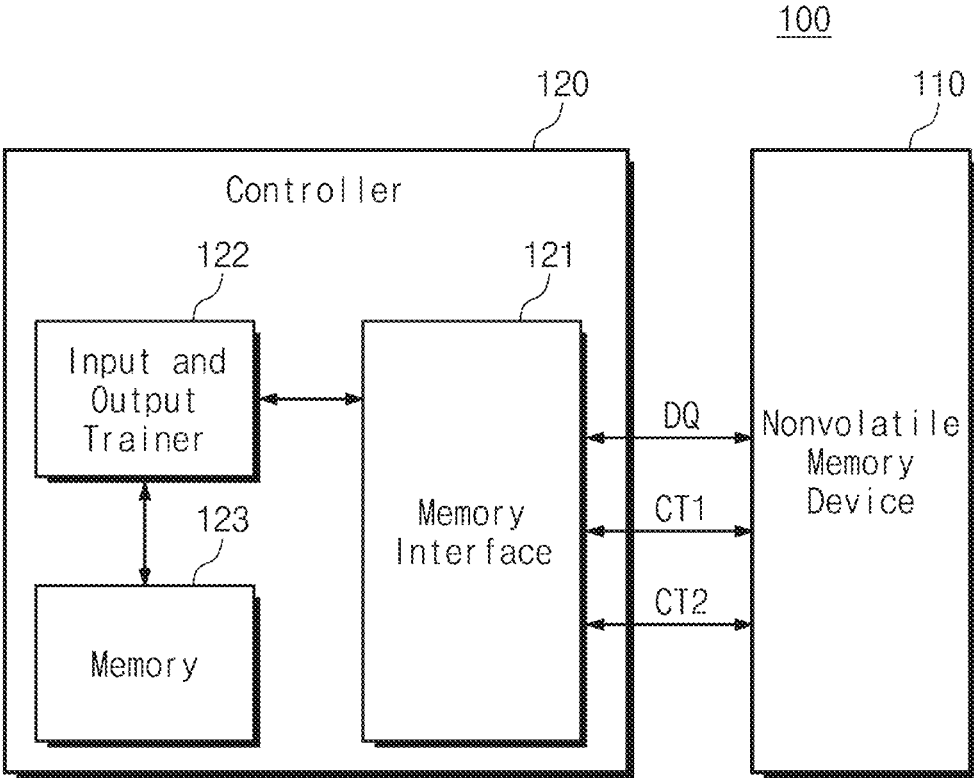 100
120
110
Controller
122
121
Input and
Output
Trainer
DQ
Nonvolatile
Memory
Device
CT1
123
Memory
Interface
CT2
Memory